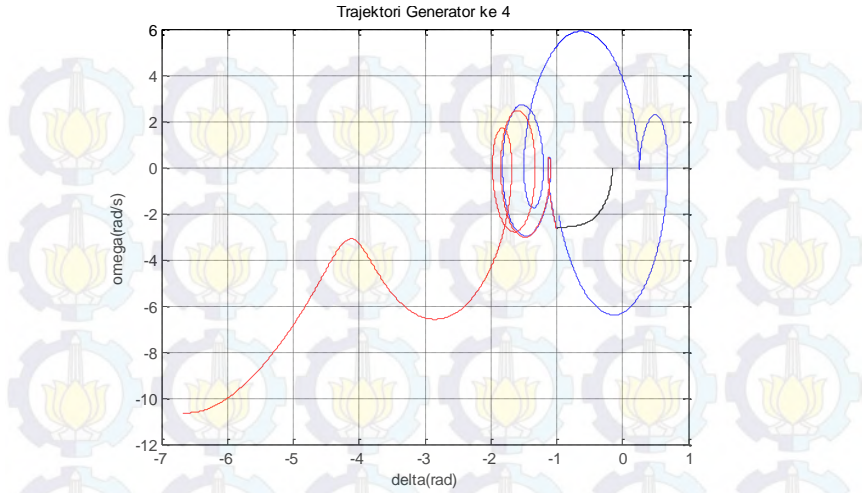 Trajektori Generator ke 4
6
4
2
0
-2
-4
-6
-8
-10
-12
omega(rad/s)
-7 -6 -5 -4 -3 -2 -1 0 1
delta(rad)